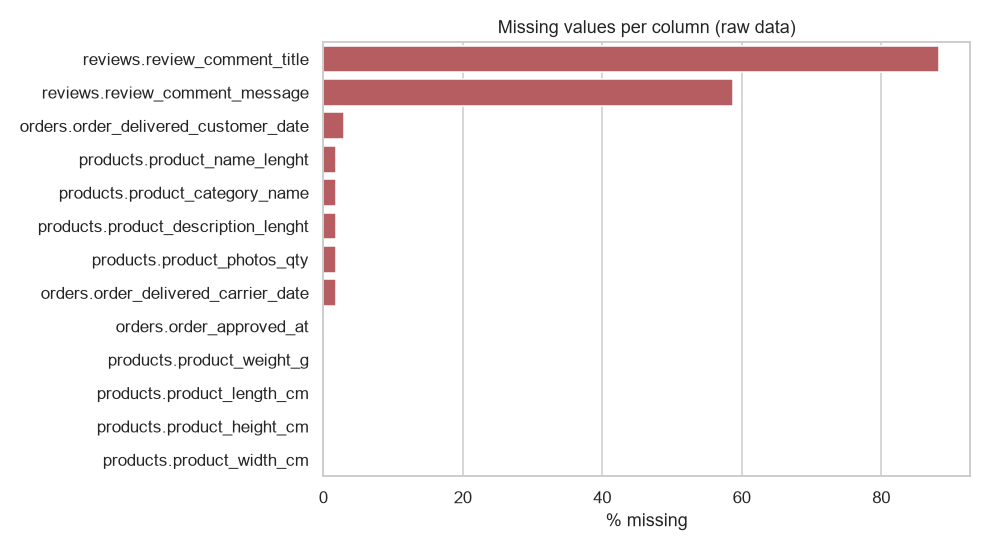 Missing values per column (raw data)
reviews.review_comment_title
reviews.review_comment_message
orders.order_delivered_customer_date
products.product_name_lenght
products.product_category_name
products.product_description_lenght
products.product_photos_qty
orders.order_delivered_carrier_date
orders.order_approved_at
products.product_weight_g
products.product_length_cm
products.product_height_cm
products.product_width_cm
0 20 40 60 80
% missing